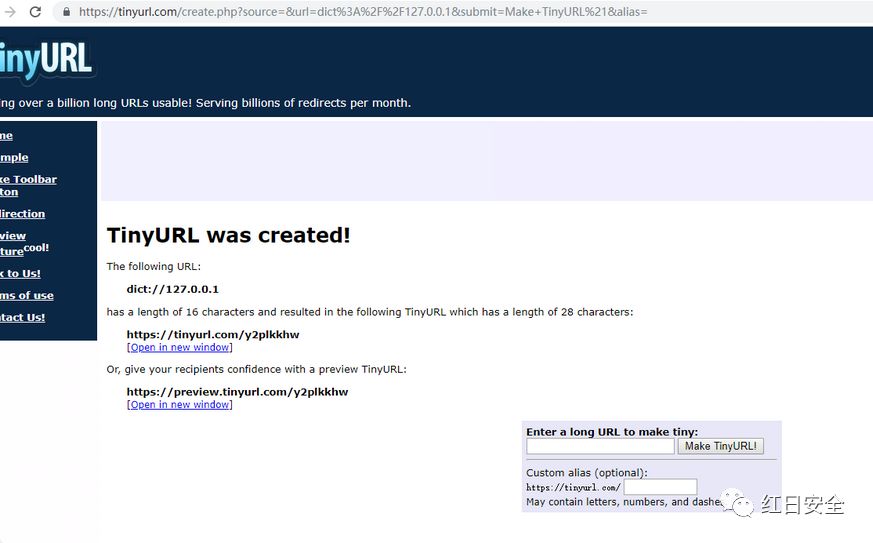 https://tinyurl.com/create.php?source=&url=dict%3A%2F%2F127.0.0.1&submit=Make+TinyURL%21&alias=
inyURL
ng over a billion long URLs usable! Serving billions of redirects per month.
me
mple
ke Toolbar
ton
irection
view
turecool!
k to Us!
ms of use
tact Us!
TinyURL was created!
The following URL:
dict://127.0.0.1
has a length of 16 characters and resulted in the following TinyURL which has a length of 28 characters:
https://tinyurl.com/y2plkkhw
[Open in new window]
Or, give your recipients confidence with a preview TinyURL:
https://preview.tinyurl.com/y2plkkhw
[Open in new window]
Enter a long URL to make tiny:
Make TinyURL!
Custom alias (optional):
https://tinyurl.com/
May contain letters, numbers, and dashe
红日安全